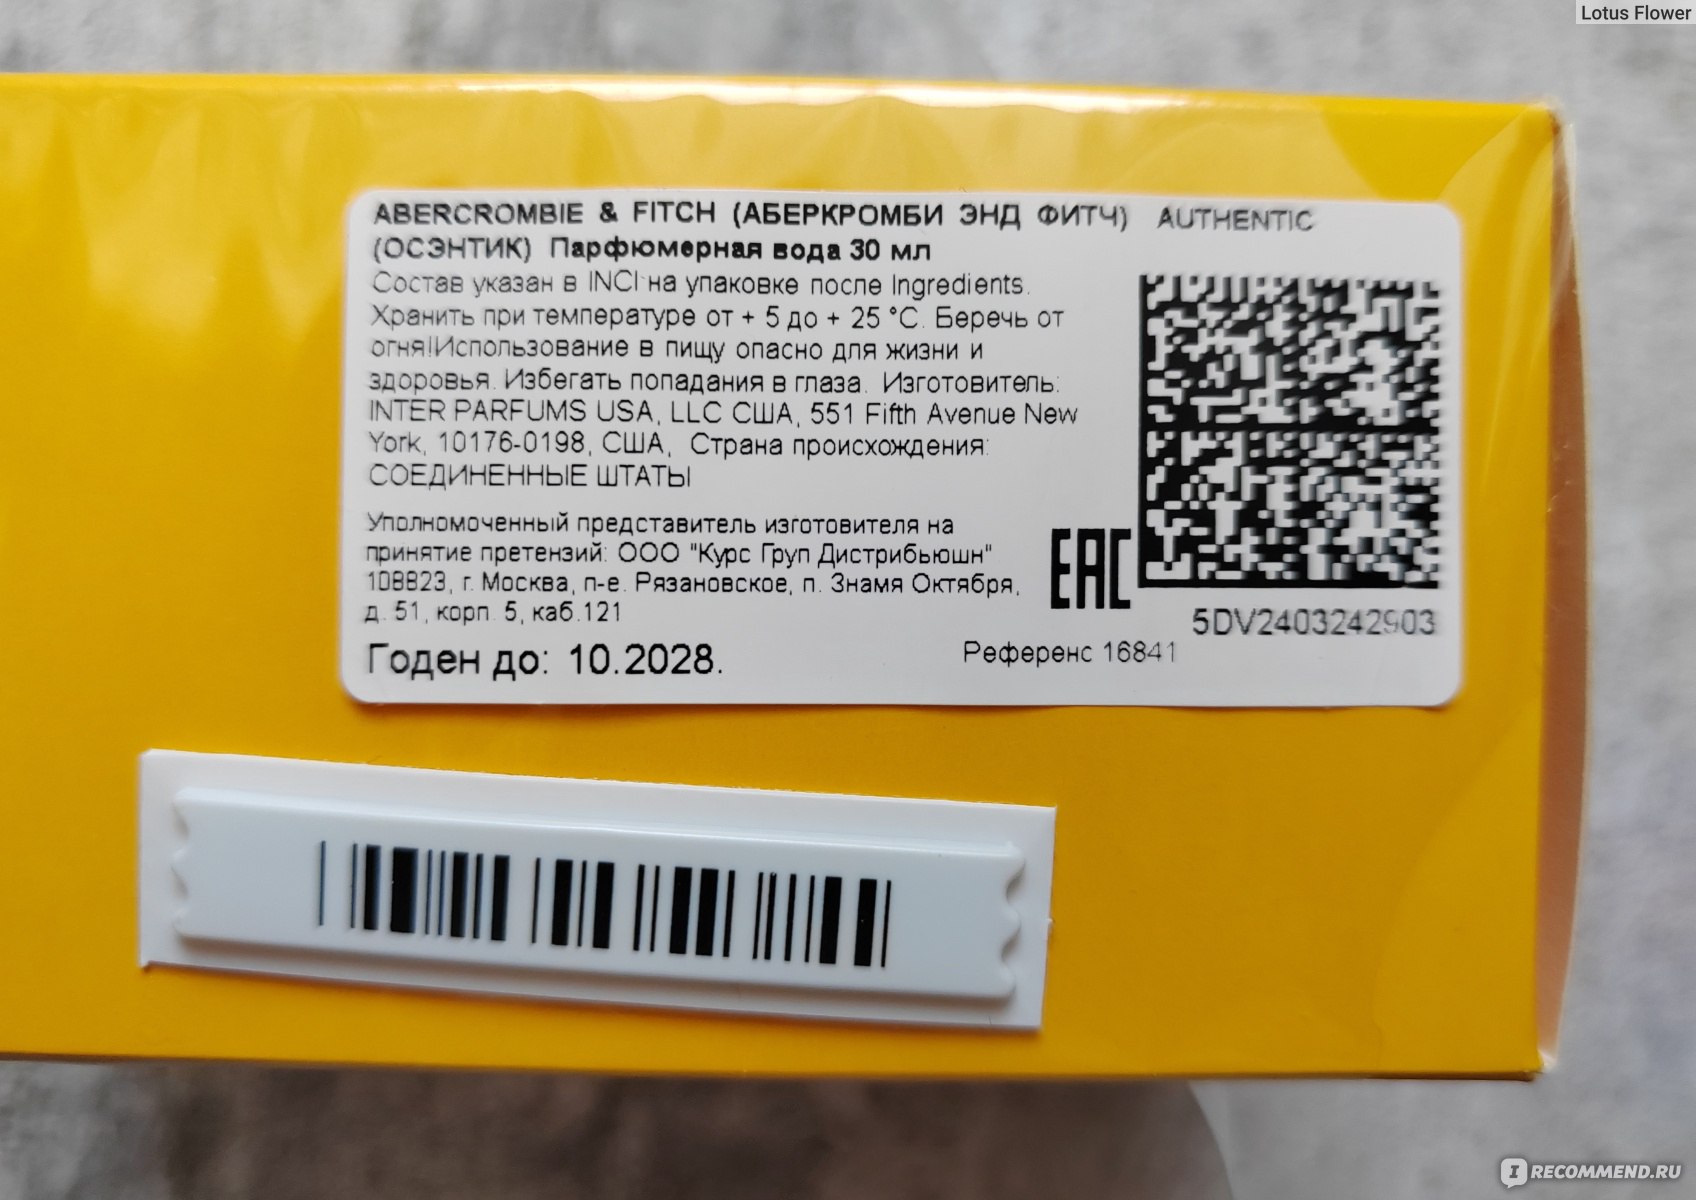 Lotus Flower
ABERCROMBIE & FITCH (АБЕРКРОМБИ ЭНД ФИТЧ) AUTHENTIC
(ОСЭНТИК) Парфюмерная вода 30 мл
Состав указан в INCI на упаковке после Ingredients.
Хранить при температуре от + 5 до + 25 °С. Беречь от
огня!Использование в пищу опасно для жизни и
здоровья. Избегать попадания в глаза. Изготовитель:
INTER PARFUMS USA, LLC США, 551 Fifth Avenue New
York, 10176-0198, США, Страна происхождения:
СОЕДИНЕННЫЕ ШТАТЫ
Уполномоченный представитель изготовителя на
принятие претензий: ООО "Курс Груп Дистрибьюшн"
108823, г. Москва, п-е. Рязановское, п. Знамя Октября,
д. 51, корп. 5, каб.121
Годен до: 10.2028.
EAC
5DV2403242903
Референс 16841
IRECOMMEND.RU